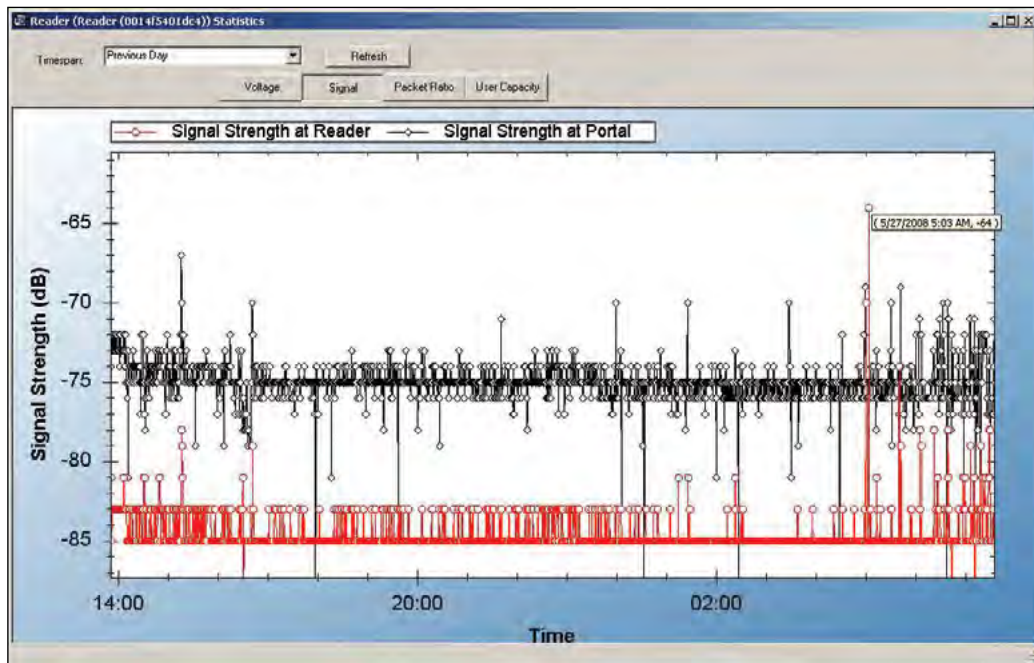 Reader (Reader (0014f5401dc4)) Statistics
Timespan: Previous Day Refresh
Voltage Signal Packet Ratio User Capacity
Signal Strength at Reader Signal Strength at Portal
-65
( 5/27/2008 5:03 AM, -64 )
-70
-75
-80
-85
Signal Strength (dB)
14:00 20:00 02:00
Time